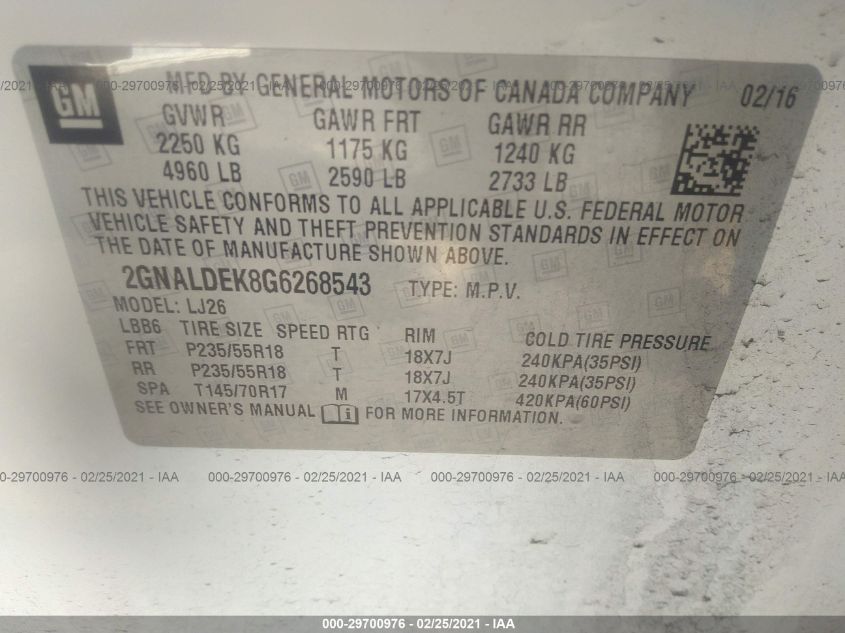 GM
MFD BY GENERAL MOTORS OF CANADA COMPANY 02/16
GVWR GAWR FRT GAWR RR
2250 KG 1175 KG 1240 KG
4960 LB 2590 LB 2733 LB
THIS VEHICLE CONFORMS TO ALL APPLICABLE U.S. FEDERAL MOTOR
VEHICLE SAFETY AND THEFT PREVENTION STANDARDS IN EFFECT ON
THE DATE OF MANUFACTURE SHOWN ABOVE.
2GNALDEK8G6268543 TYPE: M.P.V.
MODEL: LJ26
LBB6 TIRE SIZE SPEED RTG RIM COLD TIRE PRESSURE
FRT P235/55R18 T 18X7J 240KPA(35PSI)
RR P235/55R18 T 18X7J 240KPA(35PSI)
SPA T145/70R17 M 17X4.5T 420KPA(60PSI)
SEE OWNER'S MANUAL FOR MORE INFORMATION.
000-29700976 - 02/25/2021 - IAA